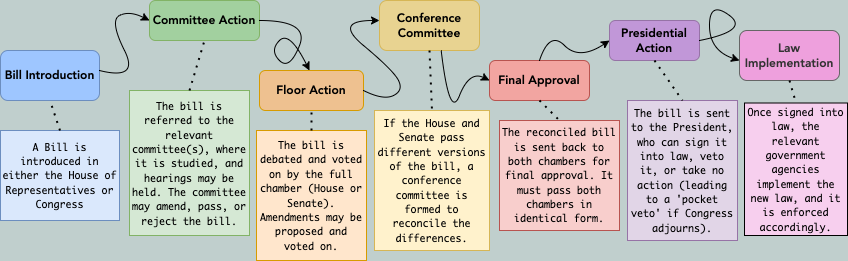 Bill Introduction
A Bill is
introduced in
either the House of
Representatives or
Congress
Committee Action
The bill is
referred to the
relevant
committee(s), where
it is studied, and
hearings may be
held. The committee
may amend, pass, or
reject the bill.
Floor Action
The bill is
debated and voted
on by the full
chamber (House or
Senate).
Amendments may be
proposed and
voted on.
Conference
Committee
If the House and
Senate pass
different versions
of the bill, a
conference
committee is
formed to
reconcile the
differences.
Final Approval
The reconciled bill
is sent back to
both chambers for
final approval. It
must pass both
chambers in
identical form.
Presidential
Action
The bill is sent
to the President,
who can sign it
into law, veto
it, or take no
action (leading
to a 'pocket
veto' if Congress
adjourns).
Law
Implementation
Once signed into
law, the
relevant
government
agencies
implement the
new law, and it
is enforced
accordingly.